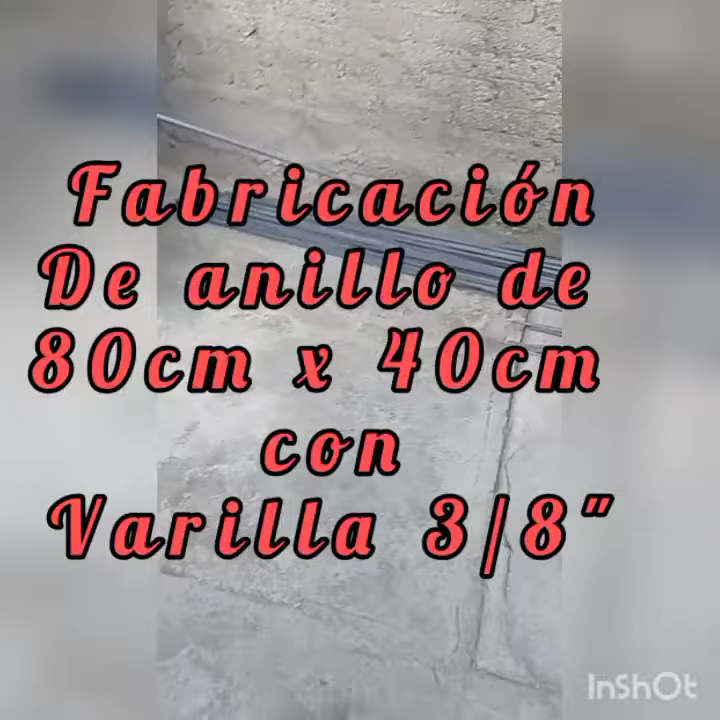 Fabricación
De anillo de
80cm x 40cm
con
Varilla 3/8"
InShOt